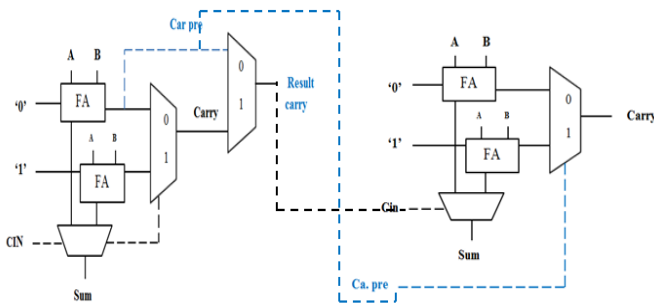 Car pre
A B
FA
‘0’
0
1
Result
carry
Carry
A B
‘1’
FA
0
1
CIN
Sum
A B
FA
‘0’
0
1
Carry
A B
‘1’
FA
Cin
Sum
Ca. pre